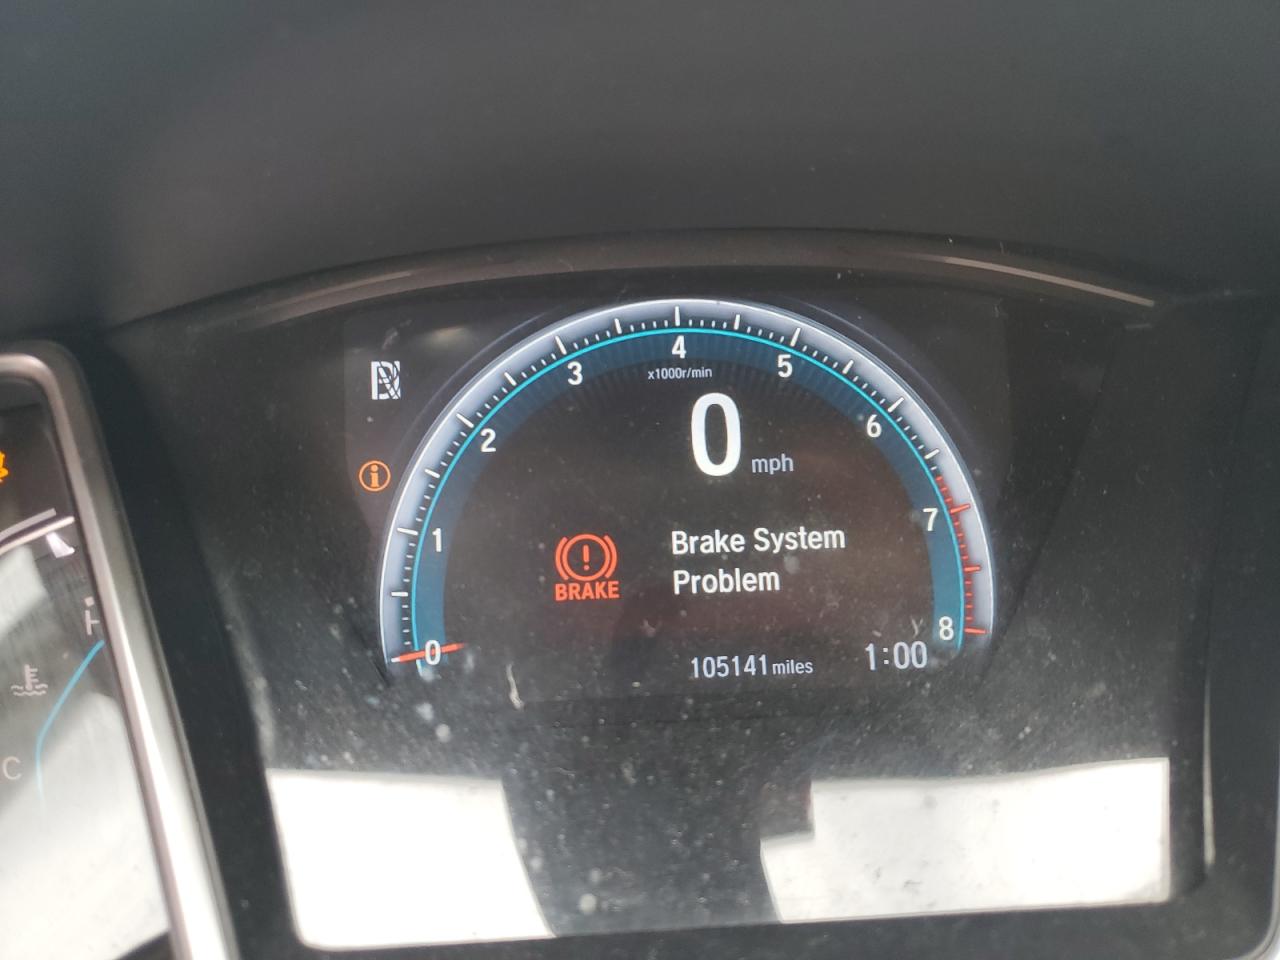 4
3
5
x1000r/min
0 mph
2
6
1
7
Brake System
Problem
BRAKE
0
8
105141 miles
1:00
C